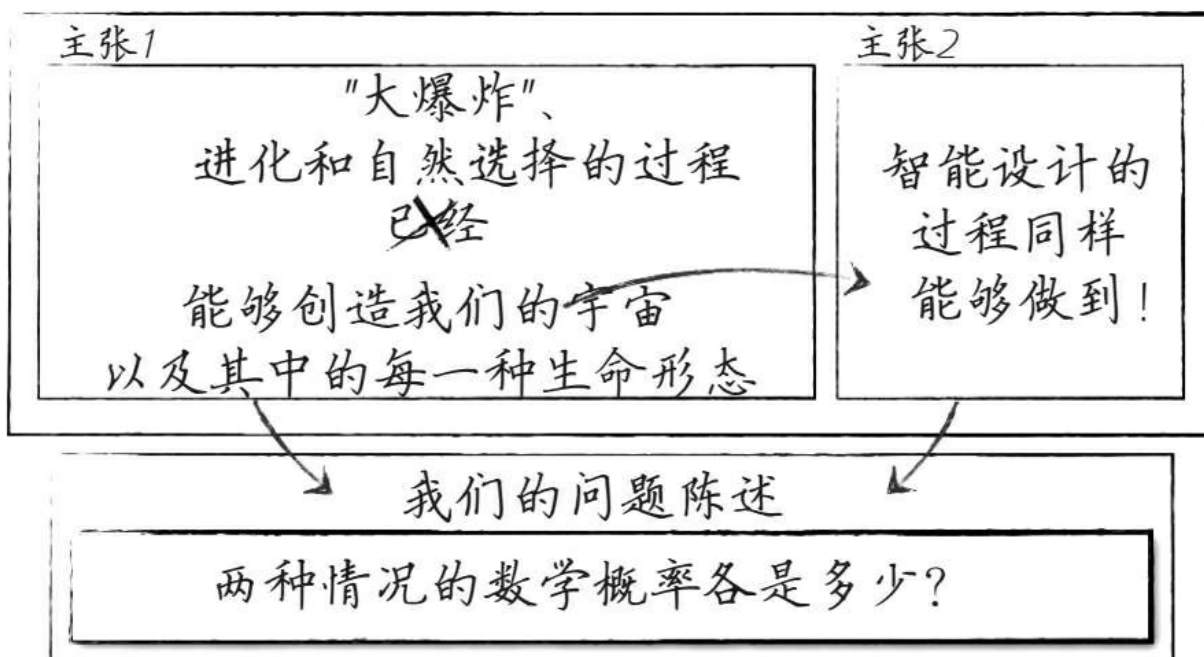 主张1
"大爆炸"、
进化和自然选择的过程
已经
能够创造我们的宇宙
以及其中的每一种生命形态
主张2
智能设计的
过程同样
能够做到!
我们的问题陈述
两种情况的数学概率各是多少?